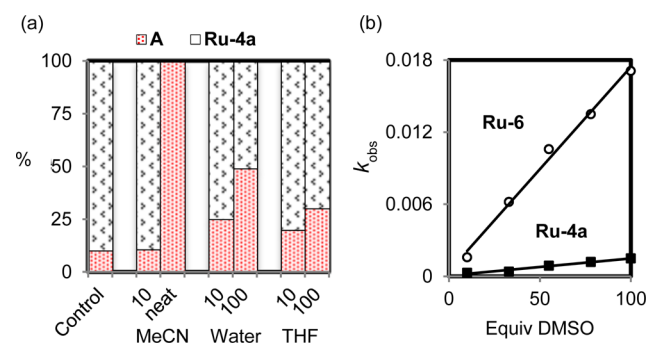 (a)
A Ru-4a
100
75
50
25
0
%
Control
10 neat 10 100 10 100
MeCN Water THF
(b)
0.018
0.012
0.006
0
k_obs
Ru-6
Ru-4a
0 50 100
Equiv DMSO